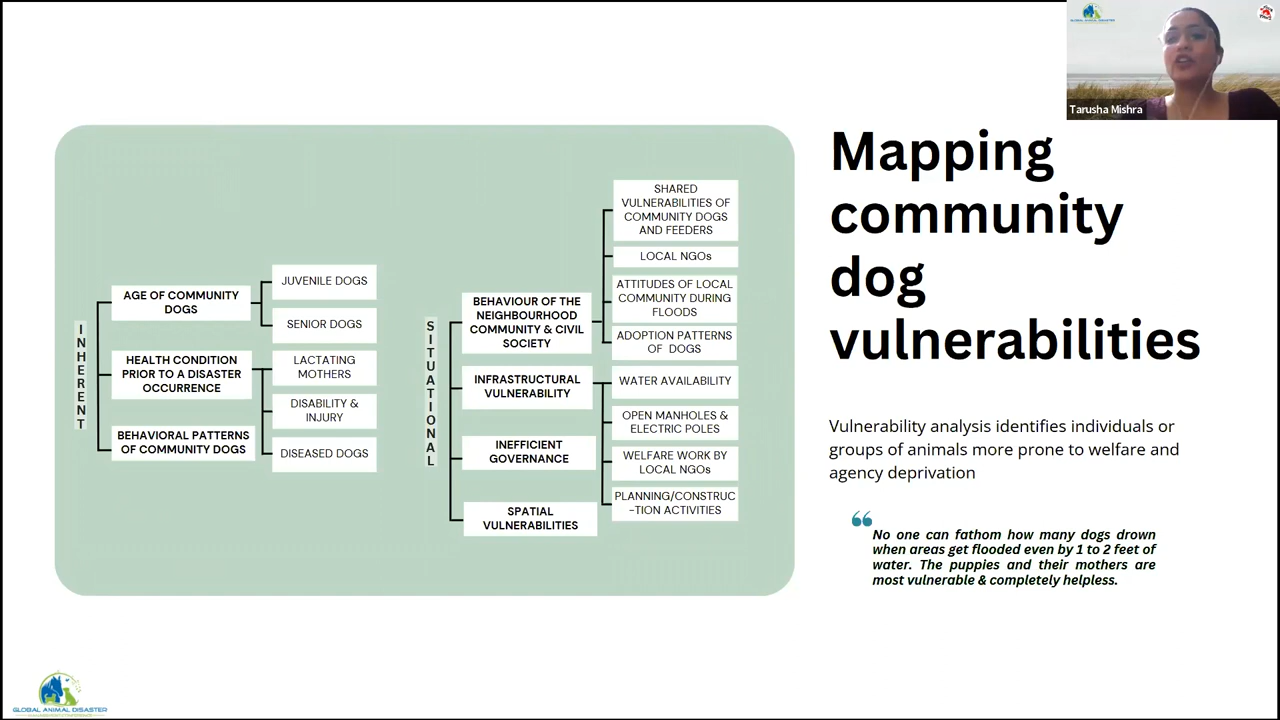 GLOBAL ANIMAL DISASTER
Tarusha Mishra
Mapping
community
dog
vulnerabilities
Vulnerability analysis identifies individuals or
groups of animals more prone to welfare and
agency deprivation
“
No one can fathom how many dogs drown
when areas get flooded even by 1 to 2 feet of
water. The puppies and their mothers are
most vulnerable & completely helpless.
INHERENT
AGE OF COMMUNITY
DOGS
JUVENILE DOGS
SENIOR DOGS
HEALTH CONDITION
PRIOR TO A DISASTER
OCCURRENCE
LACTATING
MOTHERS
DISABILITY &
INJURY
DISEASED DOGS
BEHAVIORAL PATTERNS
OF COMMUNITY DOGS
SITUATIONAL
BEHAVIOUR OF THE
NEIGHBOURHOOD
COMMUNITY & CIVIL
SOCIETY
SHARED
VULNERABILITIES OF
COMMUNITY DOGS
AND FEEDERS
LOCAL NGOs
ATTITUDES OF LOCAL
COMMUNITY DURING
FLOODS
ADOPTION PATTERNS
OF DOGS
INFRASTRUCTURAL
VULNERABILITY
WATER AVAILABILITY
OPEN MANHOLES &
ELECTRIC POLES
WELFARE WORK BY
LOCAL NGOs
PLANNING/CONSTRUC
-TION ACTIVITIES
INEFFICIENT
GOVERNANCE
SPATIAL
VULNERABILITIES
GLOBAL ANIMAL DISASTER